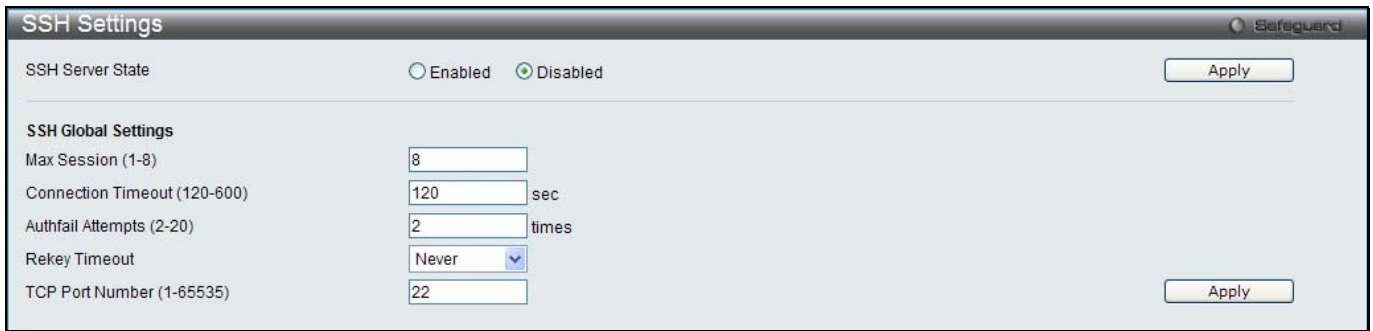 SSH Settings
Safeguard
SSH Server State Enabled Disabled Apply
SSH Global Settings
Max Session (1-8) 8
Connection Timeout (120-600) 120 sec
Authfail Attempts (2-20) 2 times
Rekey Timeout Never
TCP Port Number (1-65535) 22 Apply